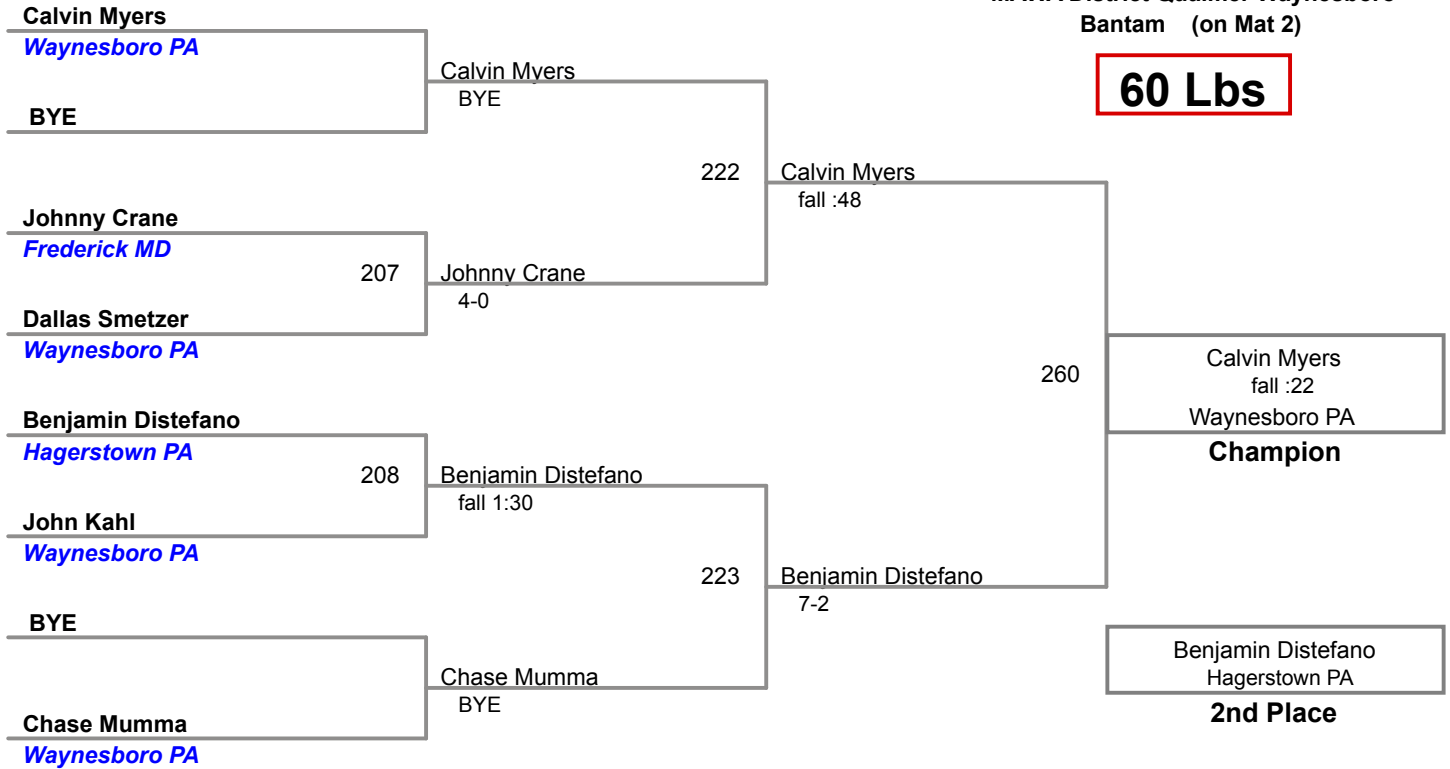 Calvin Myers
Waynesboro PA
BYE
Johnny Crane
Frederick MD
Dallas Smetzer
Waynesboro PA
Benjamin Distefano
Hagerstown PA
John Kahl
Waynesboro PA
BYE
Chase Mumma
Waynesboro PA
Calvin Myers
BYE
207
Johnny Crane
4-0
208
Benjamin Distefano
fall 1:30
Chase Mumma
BYE
222
Calvin Myers
fall :48
223
Benjamin Distefano
7-2
District Qualifier Waynesboro
Bantam (on Mat 2)
60 Lbs
260
Calvin Myers
fall :22
Waynesboro PA
Champion
Benjamin Distefano
Hagerstown PA
2nd Place